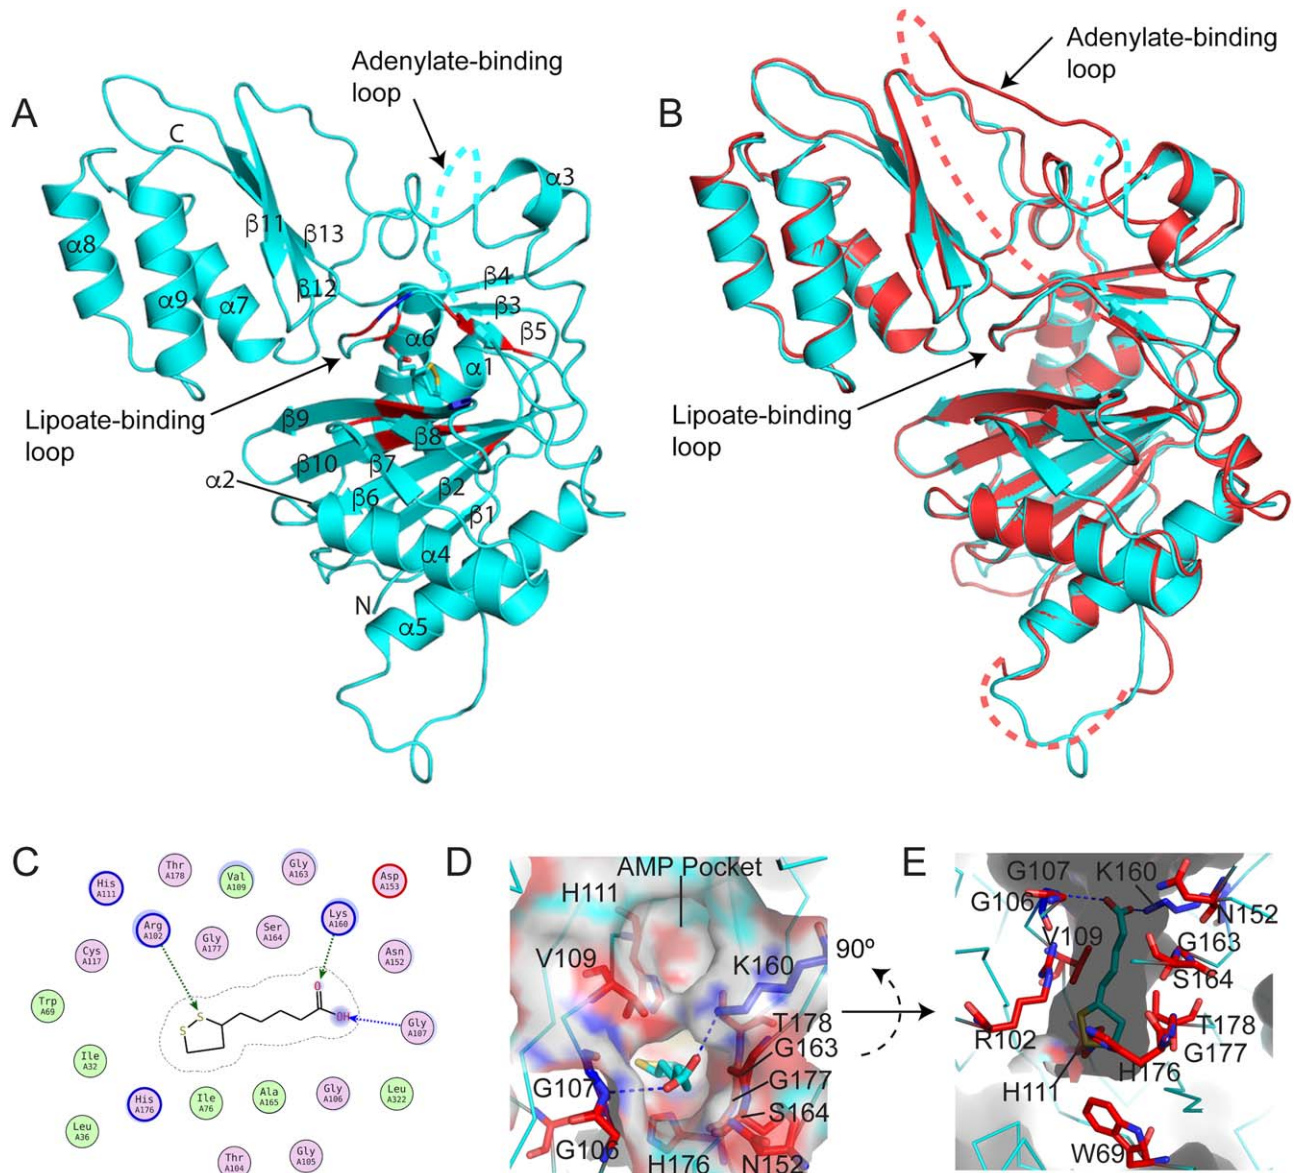 A
Adenylate-binding
loop
C
α3
α8
β11
β13
β4
α9
α7
β12
β3
β5
α6
α1
Lipoate-binding
loop
β9
β8
β10
β7
α2
β6
β2
β1
α4
N
α5
B
Adenylate-binding
loop
Lipoate-binding
loop
C
Thr
A178
Val
A109
Gly
A163
Asp
A153
His
A111
Arg
A102
Gly
A177
Ser
A164
Lys
A160
Cys
A117
Asn
A152
Trp
A69
O
S
S
OH
Gly
A107
Ile
A32
His
A176
Ile
A76
Ala
A165
Gly
A106
Leu
A322
Leu
A36
Thr
A104
Gly
A105
D
AMP Pocket
H111
V109
K160
T178
G163
G107
G177
S164
G106
H176
N152
90º
E
G107
K160
G106
N152
V109
G163
S164
R102
T178
G177
H111
H176
W69